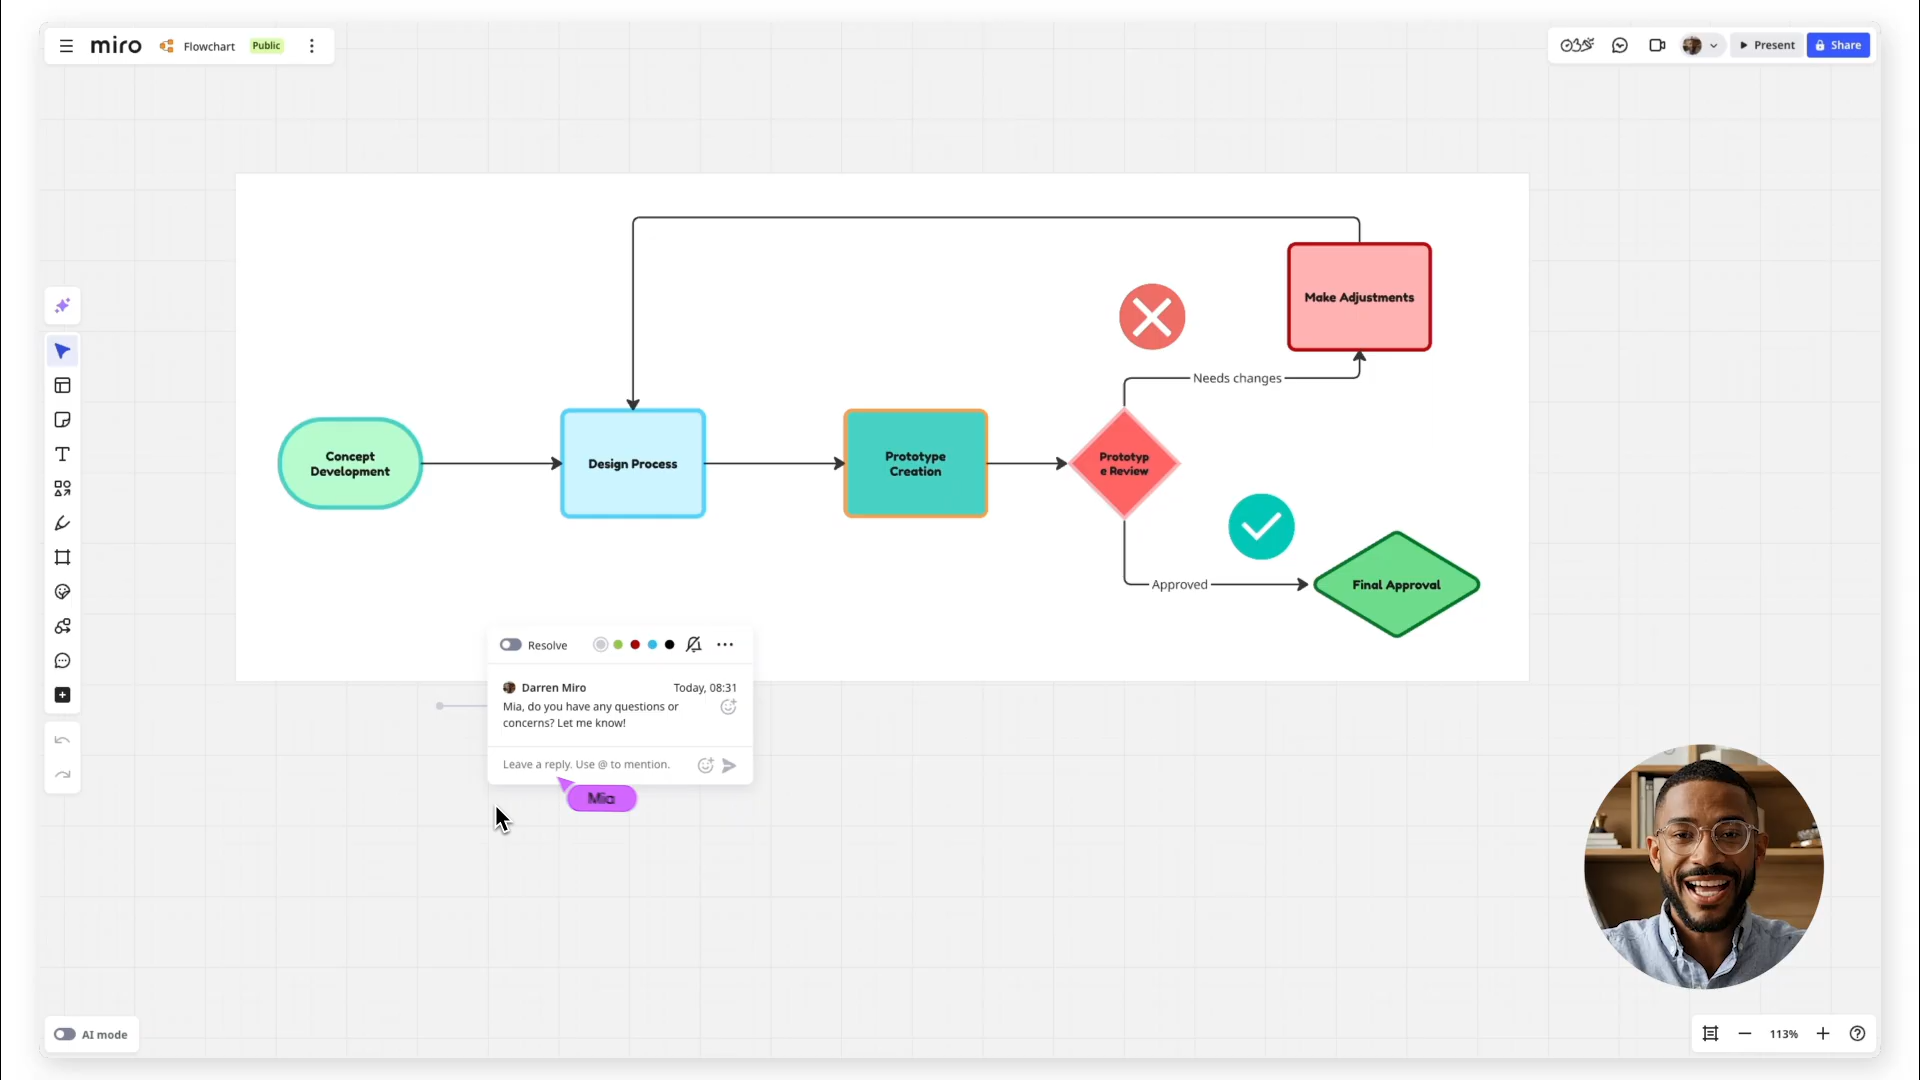 miro
Flowchart
Public
Present
Share
Make Adjustments
Needs changes
Concept
Development
Design Process
Prototype
Creation
Prototyp
e Review
Approved
Final Approval
Resolve
Darren Miro
Today, 08:31
Mia, do you have any questions or
concerns? Let me know!
Leave a reply. Use @ to mention.
Mia
AI mode
113%